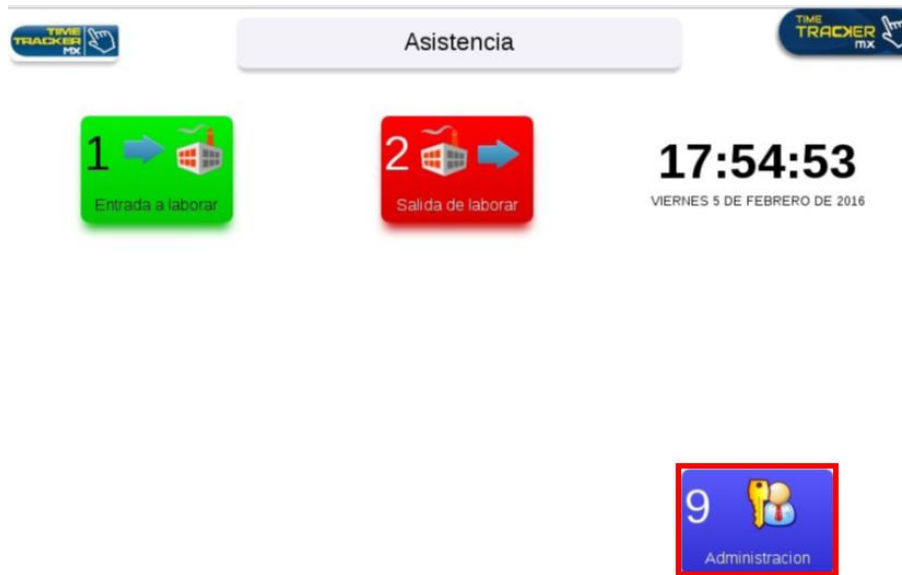 TIME
TRACKER
MX
Asistencia
TIME
TRACKER
mx
1
Entrada a laborar
2
Salida de laborar
17:54:53
VIERNES 5 DE FEBRERO DE 2016
9
Administracion